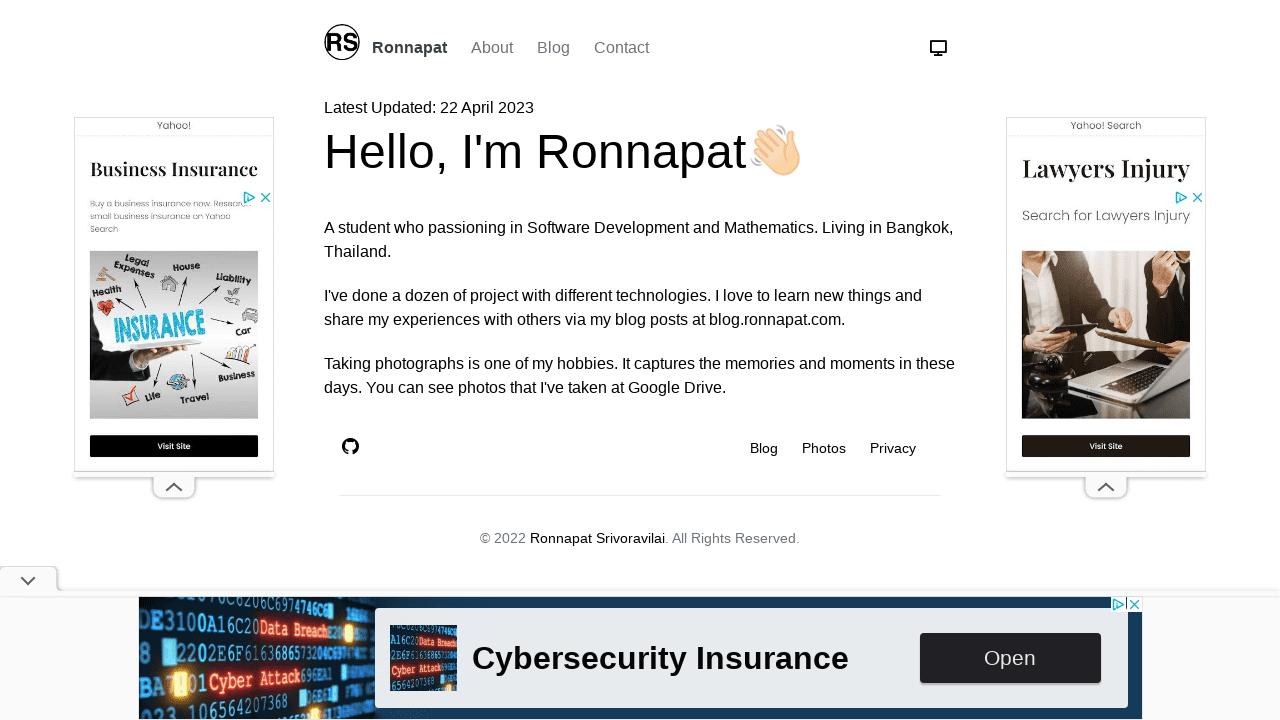 RS Ronnapat About Blog Contact
Latest Updated: 22 April 2023
Hello, I'm Ronnapat
A student who passioning in Software Development and Mathematics. Living in Bangkok,
Thailand.
I've done a dozen of project with different technologies. I love to learn new things and
share my experiences with others via my blog posts at blog.ronnapat.com.
Taking photographs is one of my hobbies. It captures the memories and moments in these
days. You can see photos that I've taken at Google Drive.
Blog Photos Privacy
© 2022 Ronnapat Srivoravilai. All Rights Reserved.
Yahoo!
Business Insurance
Buy a business insurance now. Research
small business insurance on Yahoo
Search
Legal
Expenses
House
Health
Liability
INSURANCE
Car
Business
Life
Travel
Visit Site
Yahoo! Search
Lawyers Injury
Search for Lawyers Injury
Visit Site
Data Breach
Cyber Attack
Data Breach
Cyber Attack
Cybersecurity Insurance
Open